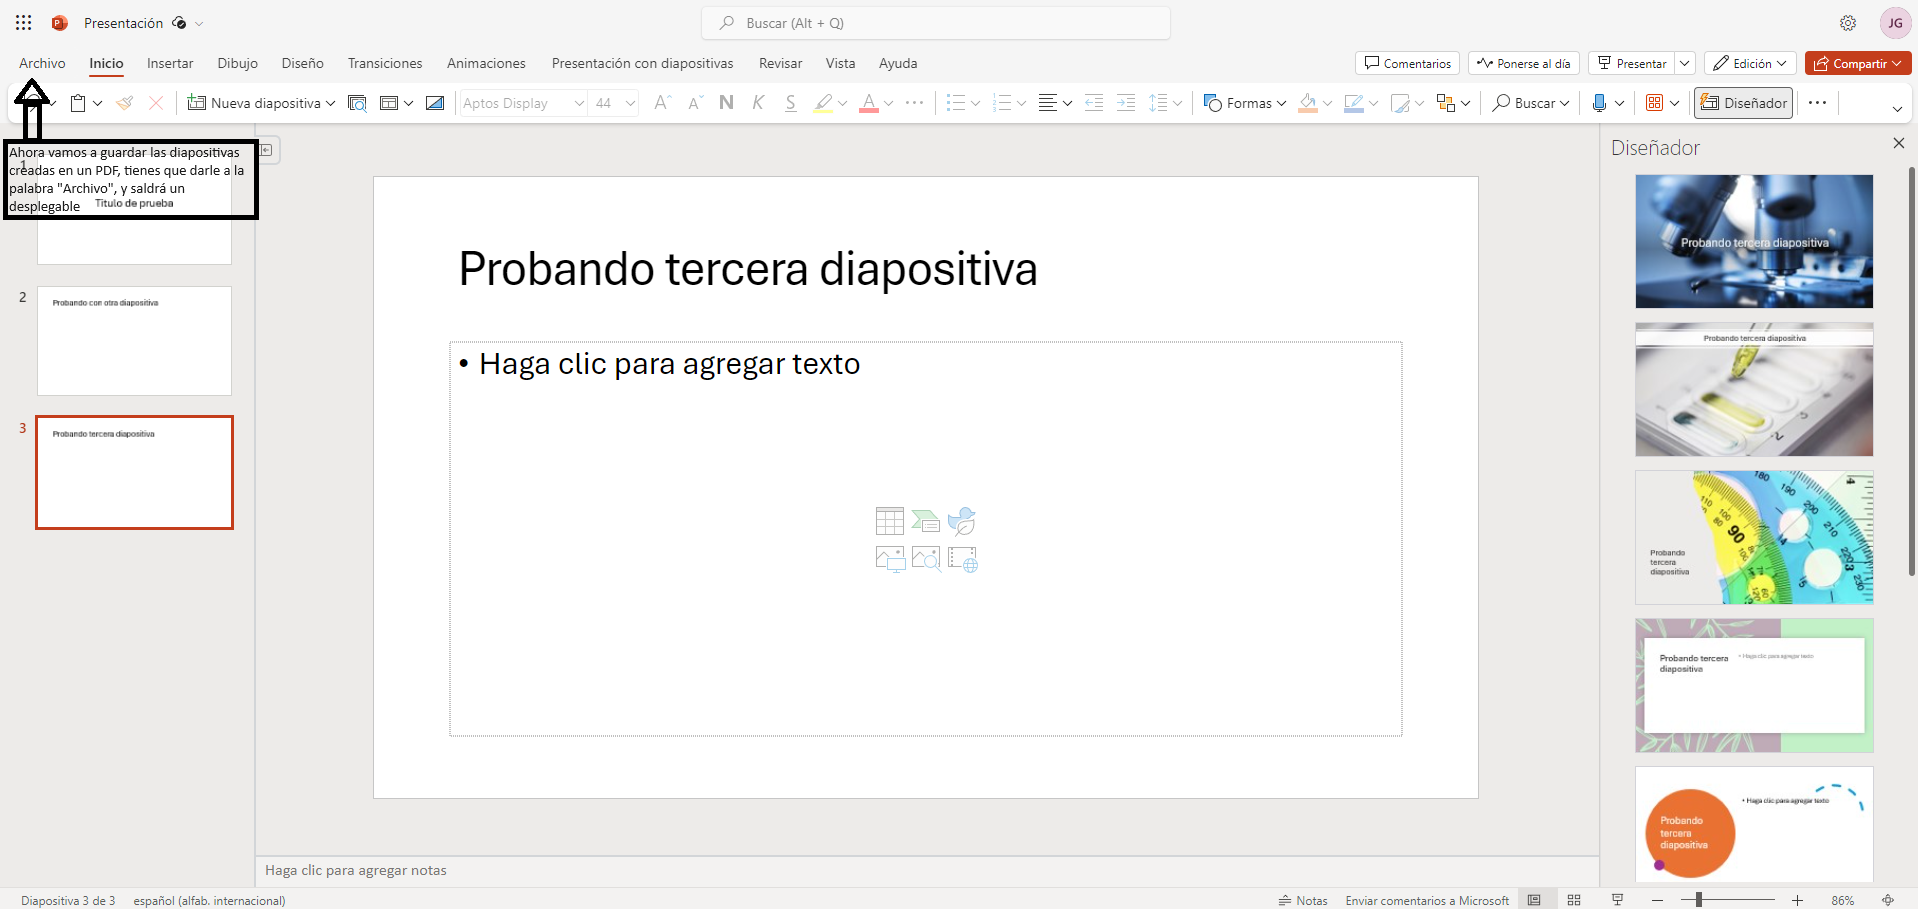 Presentación
Buscar (Alt + Q)
JG
Archivo
Inicio
Insertar
Dibujo
Diseño
Transiciones
Animaciones
Presentación con diapositivas
Revisar
Vista
Ayuda
Comentarios
Ponerse al día
Presentar
Edición
Compartir
Nueva diapositiva
Aptos Display
44
N
K
S
A
Formas
Buscar
Diseñador
Ahora vamos a guardar las diapositivas
creadas en un PDF, tienes que darle a la
palabra "Archivo", y saldrá un
desplegable
1
Titulo de prueba
2
Probando con otra diapositiva
3
Probando tercera diapositiva
Probando tercera diapositiva
• Haga clic para agregar texto
Haga clic para agregar notas
Diseñador
Probando tercera diapositiva
Probando tercera diapositiva
Probando
tercera
diapositiva
Probando tercera
diapositiva
• Haga clic para agregar texto
Probando
tercera
diapositiva
• Haga clic para agregar texto
Diapositiva 3 de 3
español (alfab. internacional)
Notas
Enviar comentarios a Microsoft
86%